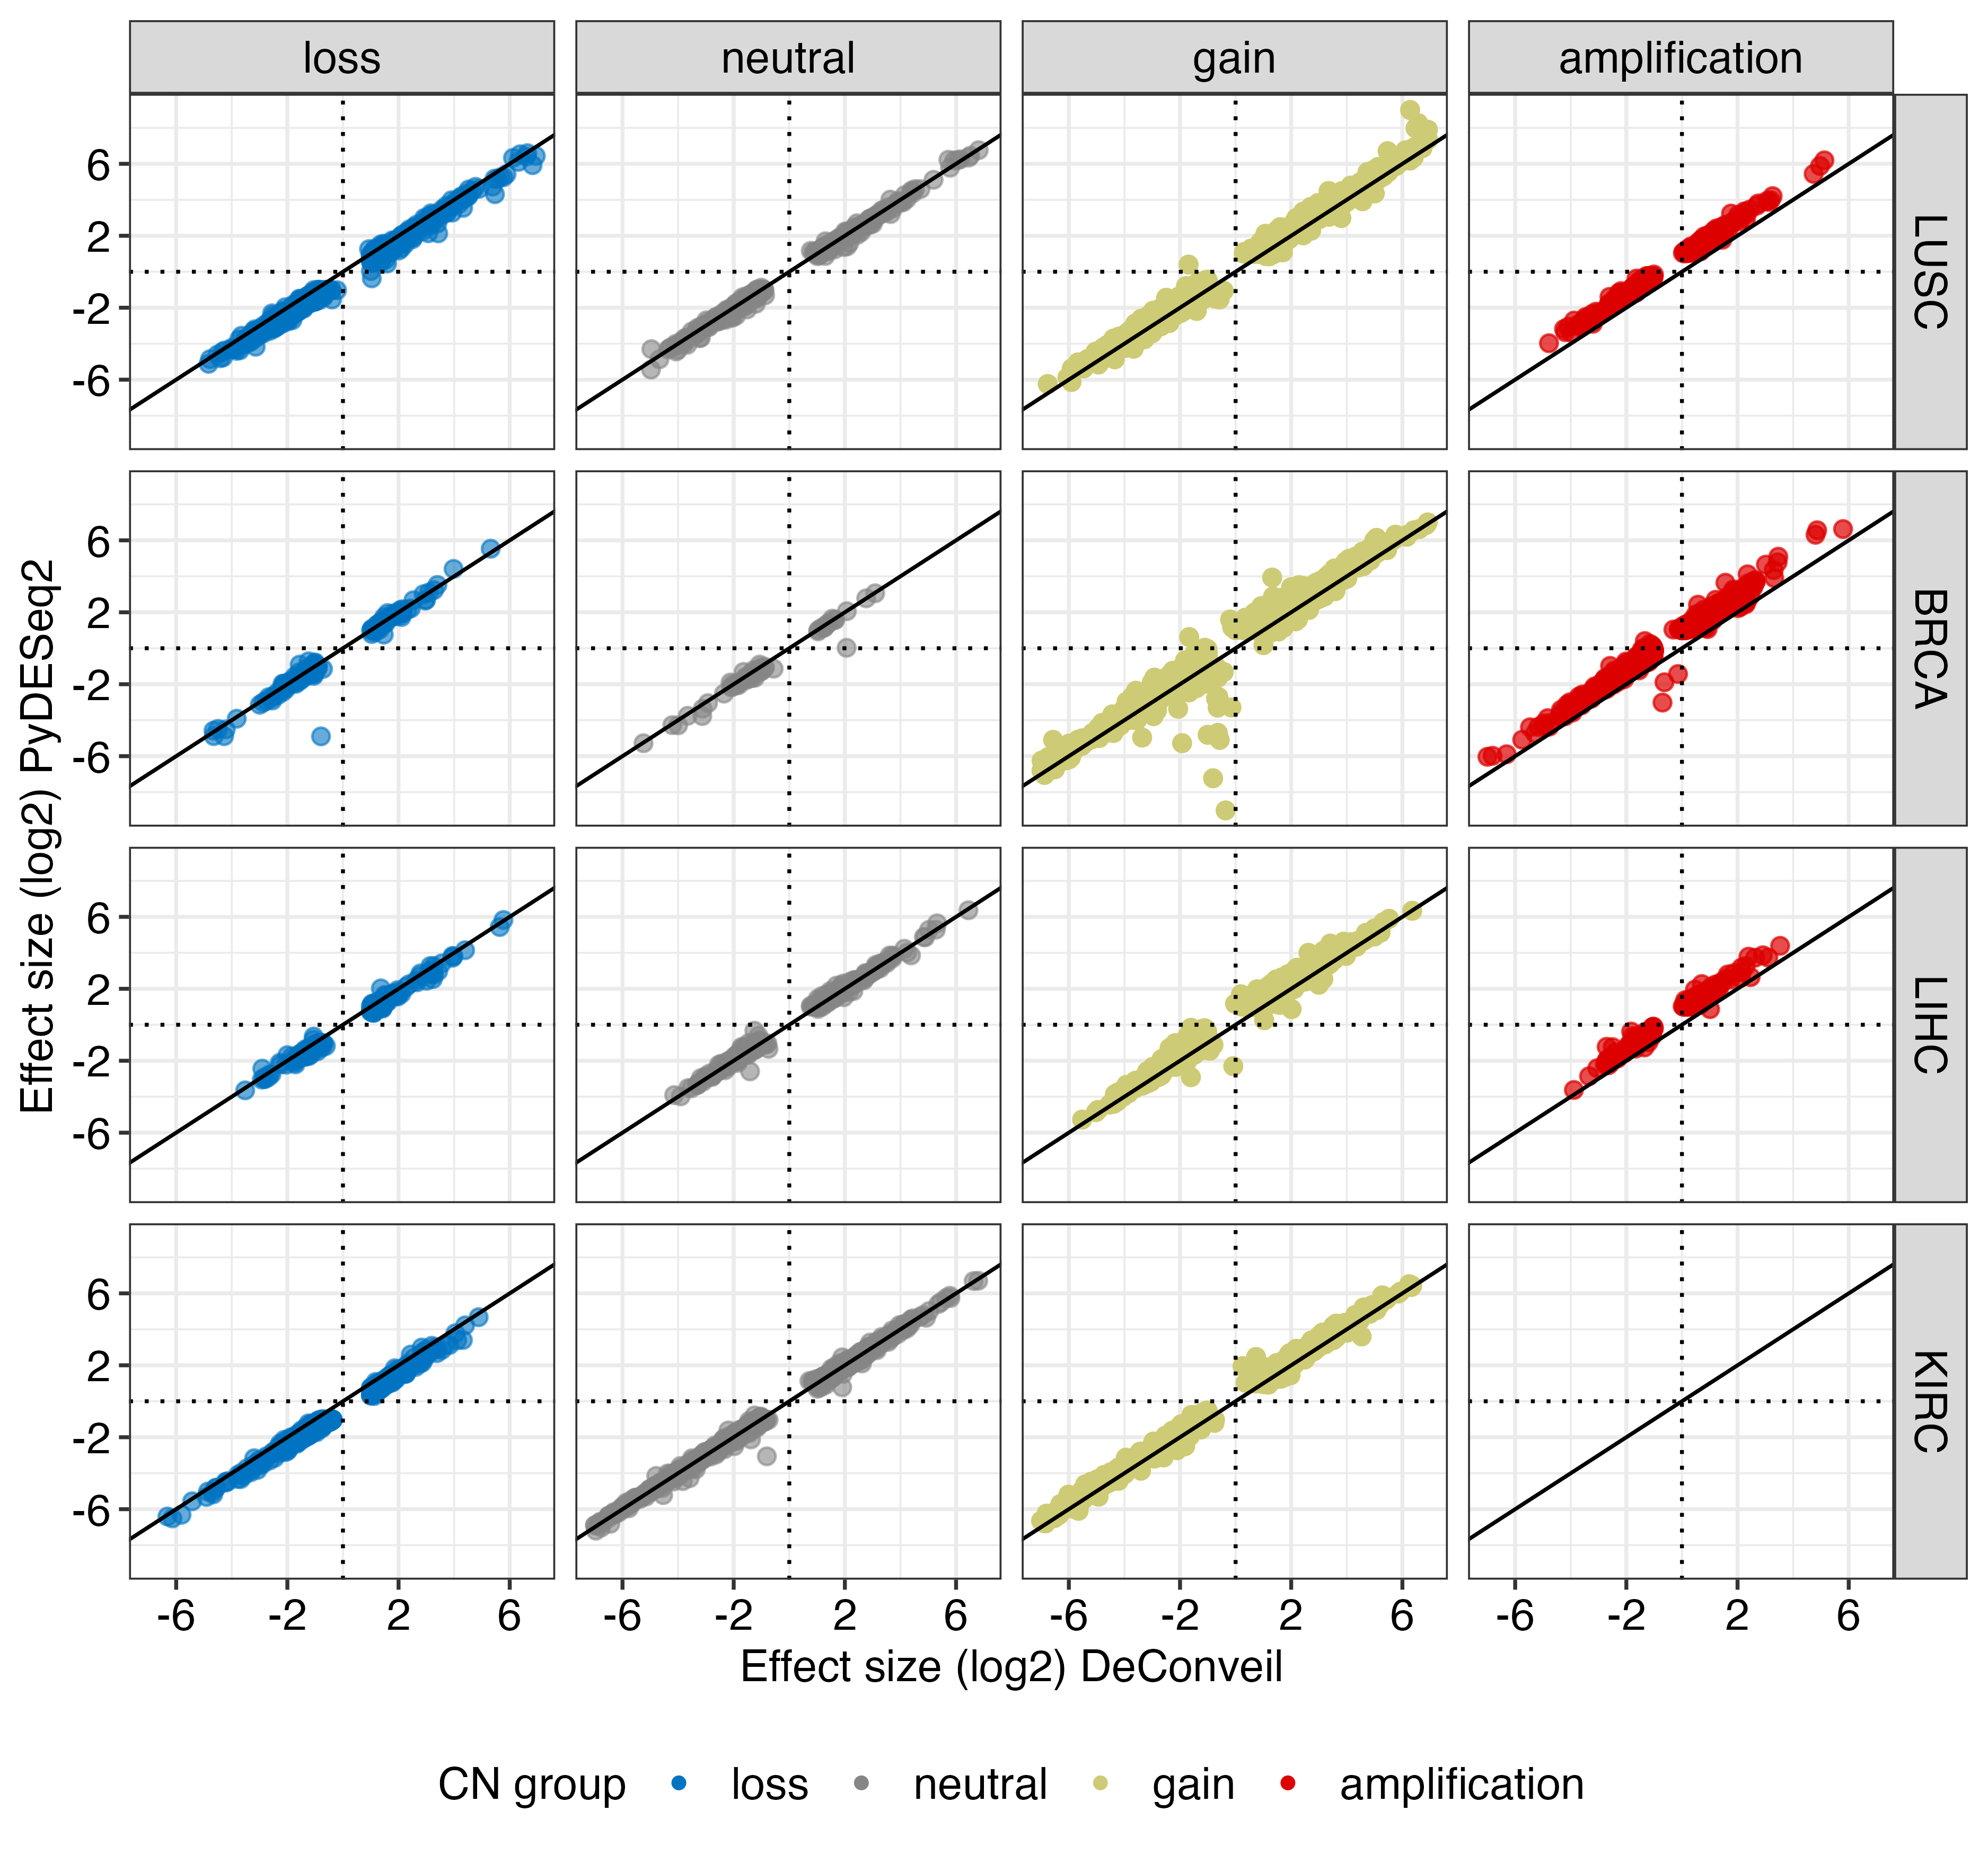 loss neutral gain amplification
6 2 -2 -6 LUSC
6 2 -2 -6 BRCA
6 2 -2 -6 LIHC
6 2 -2 -6 KIRC
Effect size (log2) PyDESeq2
-6 -2 2 6 -6 -2 2 6 -6 -2 2 6 -6 -2 2 6
Effect size (log2) DeConveil
CN group loss neutral gain amplification